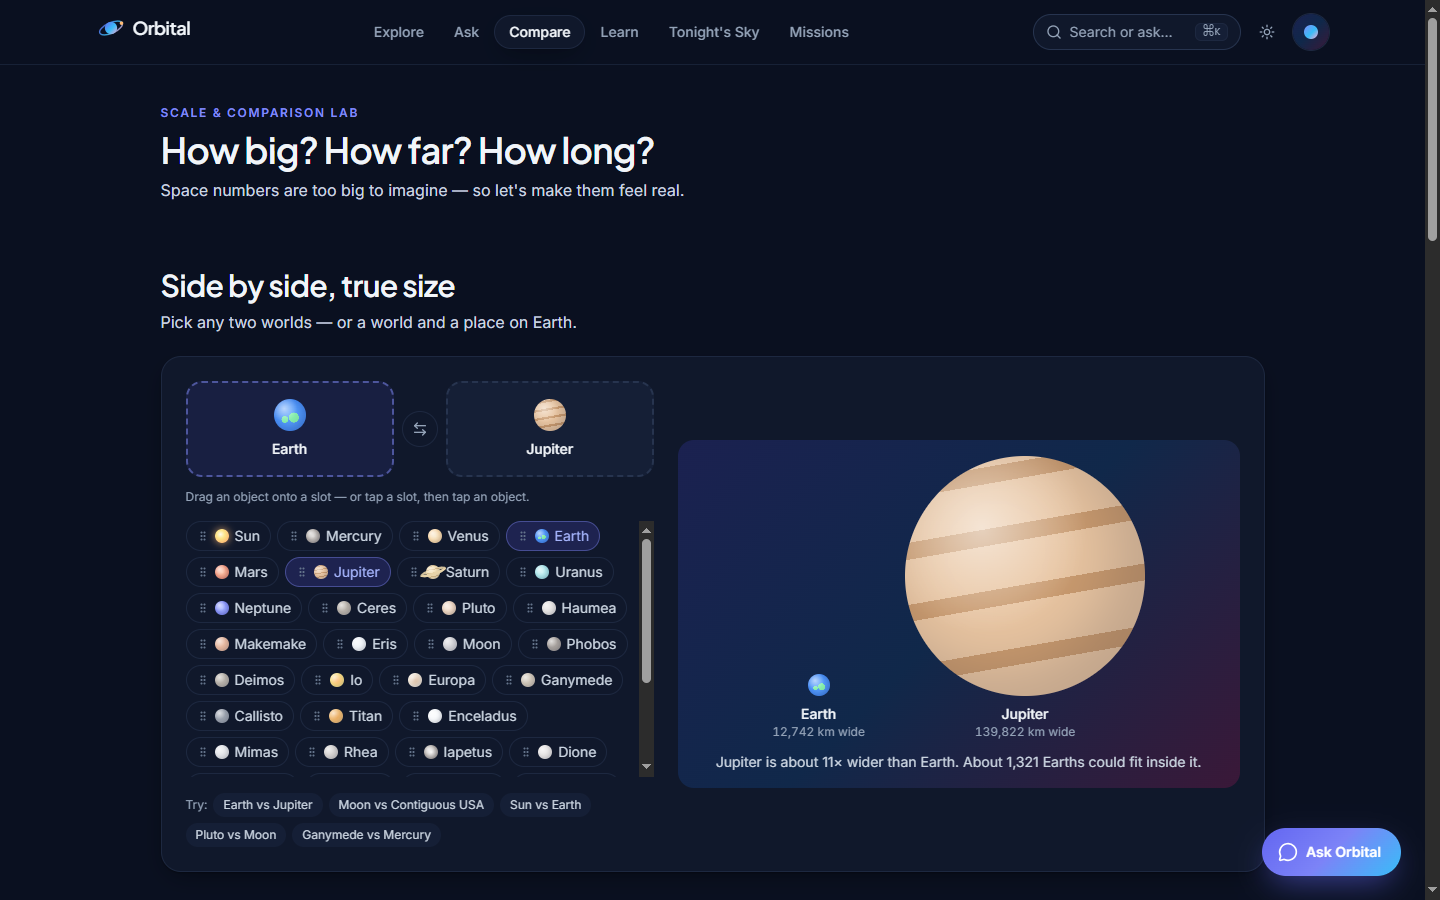 Orbital
Explore
Ask
Compare
Learn
Tonight's Sky
Missions
Search or ask...
⌘K
SCALE & COMPARISON LAB
How big? How far? How long?
Space numbers are too big to imagine — so let's make them feel real.
Side by side, true size
Pick any two worlds — or a world and a place on Earth.
Earth
Jupiter
Drag an object onto a slot — or tap a slot, then tap an object.
Sun
Mercury
Venus
Earth
Mars
Jupiter
Saturn
Uranus
Neptune
Ceres
Pluto
Haumea
Makemake
Eris
Moon
Phobos
Deimos
Io
Europa
Ganymede
Callisto
Titan
Enceladus
Mimas
Rhea
Iapetus
Dione
Try:
Earth vs Jupiter
Moon vs Contiguous USA
Sun vs Earth
Pluto vs Moon
Ganymede vs Mercury
Earth
12,742 km wide
Jupiter
139,822 km wide
Jupiter is about 11× wider than Earth. About 1,321 Earths could fit inside it.
Ask Orbital